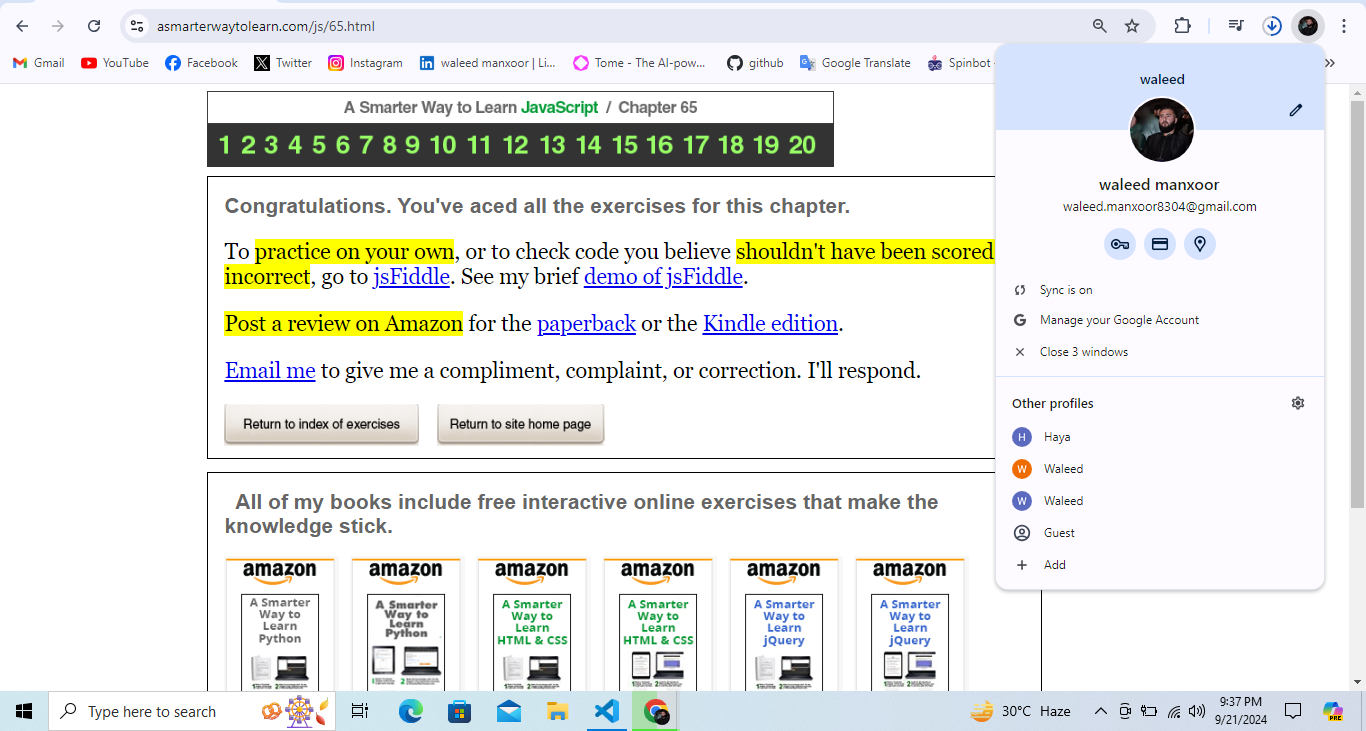 asmarterwaytolearn.com/js/65.html
Gmail YouTube Facebook Twitter Instagram waleed manxoor | Li... Tome - The AI-pow... github Google Translate Spinbot
A Smarter Way to Learn JavaScript / Chapter 65
1 2 3 4 5 6 7 8 9 10 11 12 13 14 15 16 17 18 19 20
Congratulations. You've aced all the exercises for this chapter.
To practice on your own, or to check code you believe shouldn't have been scored
incorrect, go to jsFiddle. See my brief demo of jsFiddle.
Post a review on Amazon for the paperback or the Kindle edition.
Email me to give me a compliment, complaint, or correction. I'll respond.
Return to index of exercises Return to site home page
All of my books include free interactive online exercises that make the
knowledge stick.
amazon amazon amazon amazon amazon amazon
A Smarter
Way to
Learn
Python
A Smarter
Way to
Learn
Python
A Smarter
Way to
Learn
HTML & CSS
A Smarter
Way to
Learn
HTML & CSS
A Smarter
Way to
Learn
jQuery
A Smarter
Way to
Learn
jQuery
waleed
waleed manxoor
waleed.manxoor8304@gmail.com
Sync is on
G Manage your Google Account
Close 3 windows
Other profiles
H Haya
W Waleed
W Waleed
Guest
Add
Type here to search
30°C Haze
9:37 PM
9/21/2024
PRE